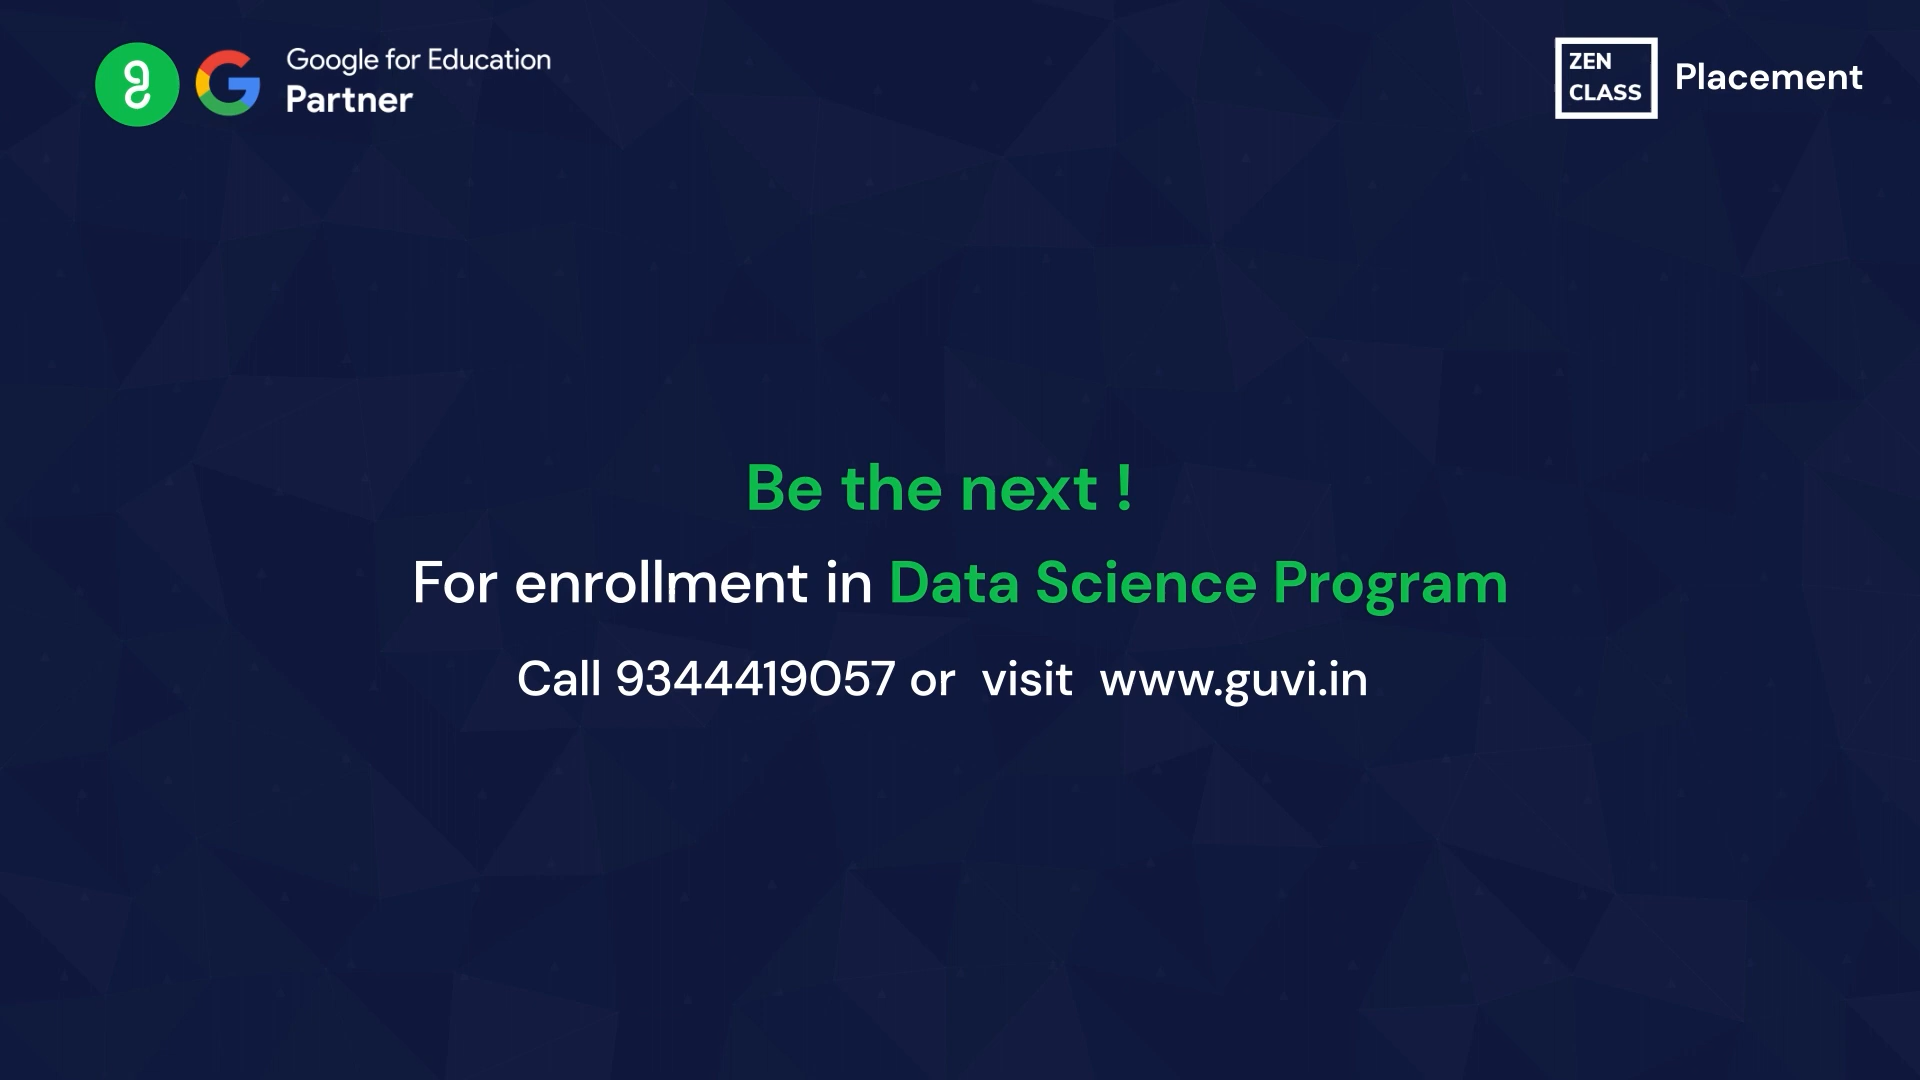 Google for Education
Partner
ZEN
CLASS
Placement
Be the next !
For enrollment in Data Science Program
Call 9344419057 or visit www.guvi.in